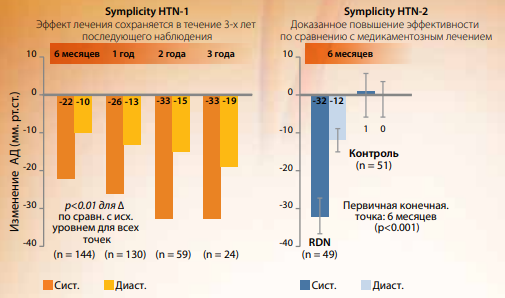 Symplicity HTN-1
Эффект лечения сохраняется в течение 3-х лет
последующего наблюдения
6 месяцев 1 год 2 года 3 года
Изменение АД (мм. рт.ст.)
10
0
-10
-20
-30
-40
-22 -10 -26 -13 -33 -15 -33 -19
p<0.01 для Δ
по сравн. с исх.
уровнем для всех
точек
(n = 144) (n = 130) (n = 59) (n = 24)
Сист. Диаст.
Symplicity HTN-2
Доказанное повышение эффективности
по сравнению с медикаментозным лечением
6 месяцев
10
0
-10
-20
-30
-40
-32 -12
1 0
Контроль
(n = 51)
Первичная конечная.
точка: 6 месяцев
(p<0.001)
RDN
(n = 49)
Сист. Диаст.